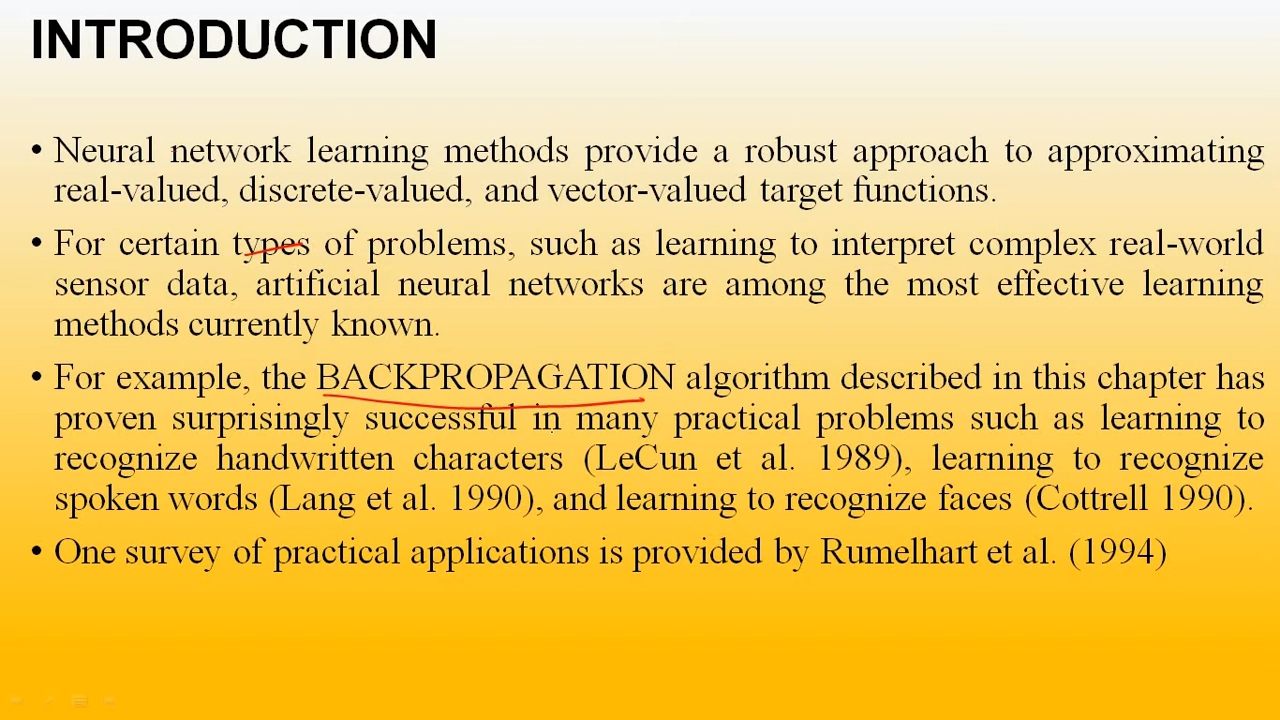 INTRODUCTION
• Neural network learning methods provide a robust approach to approximating
real-valued, discrete-valued, and vector-valued target functions.
• For certain types of problems, such as learning to interpret complex real-world
sensor data, artificial neural networks are among the most effective learning
methods currently known.
• For example, the BACKPROPAGATION algorithm described in this chapter has
proven surprisingly successful in many practical problems such as learning to
recognize handwritten characters (LeCun et al. 1989), learning to recognize
spoken words (Lang et al. 1990), and learning to recognize faces (Cottrell 1990).
• One survey of practical applications is provided by Rumelhart et al. (1994)